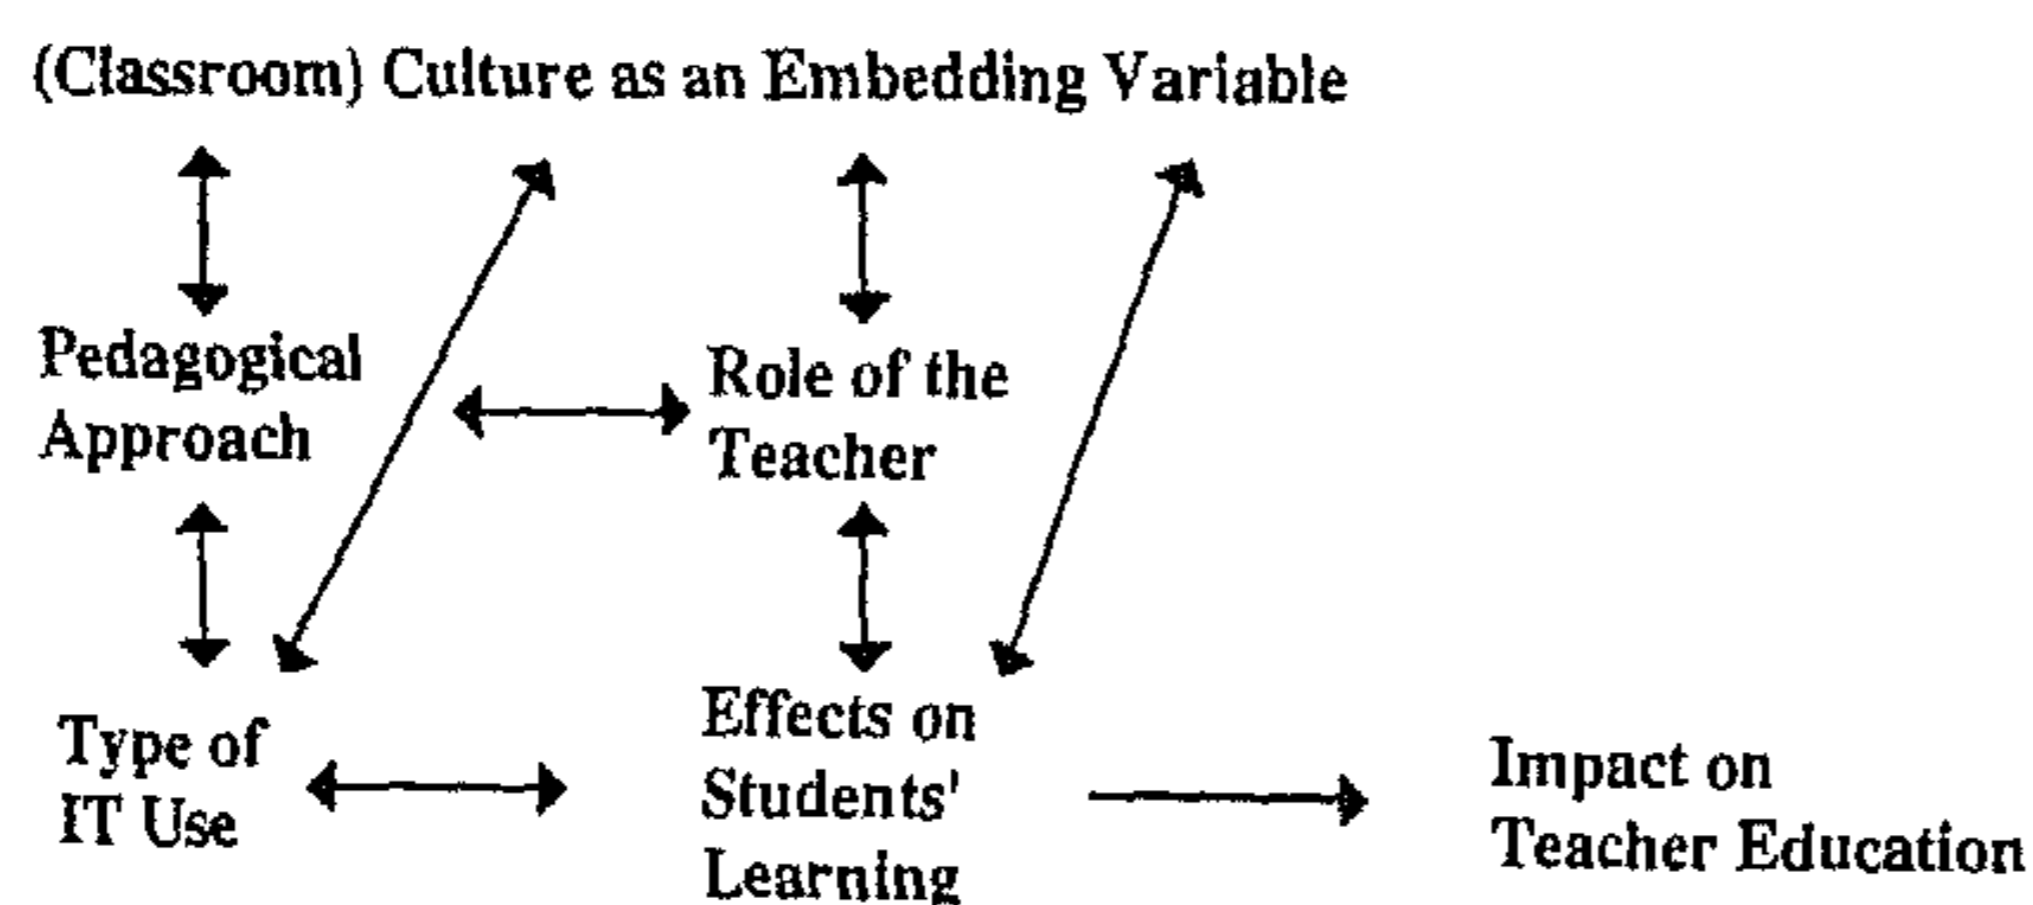 (Classroom) Culture as an Embedding Variable
Pedagogical
Approach
Role of the
Teacher
Type of
IT Use
Effects on
Students'
Learning
Impact on
Teacher Education